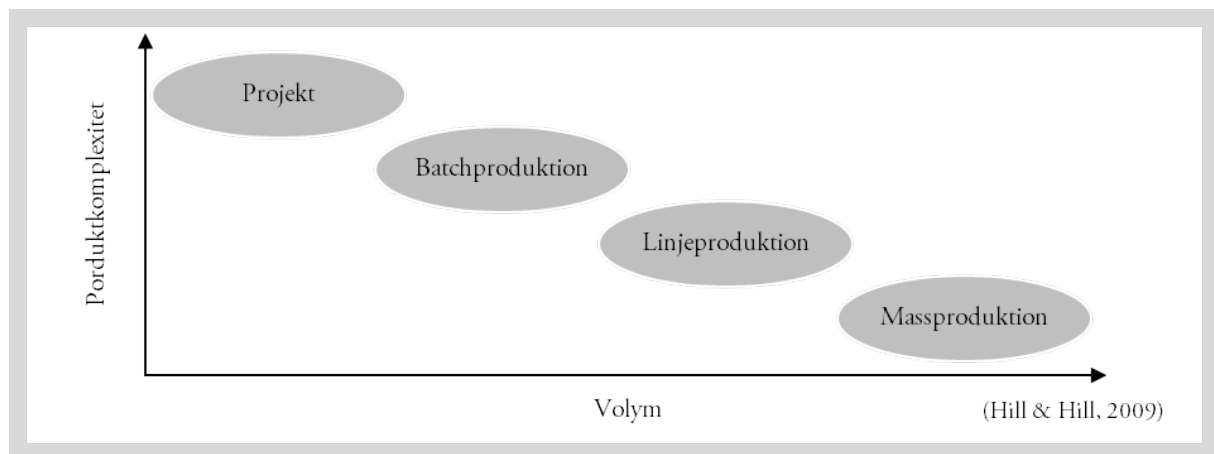 Porduktkomplexitet
Projekt
Batchproduktion
Linjeproduktion
Massproduktion
Volym
(Hill & Hill, 2009)